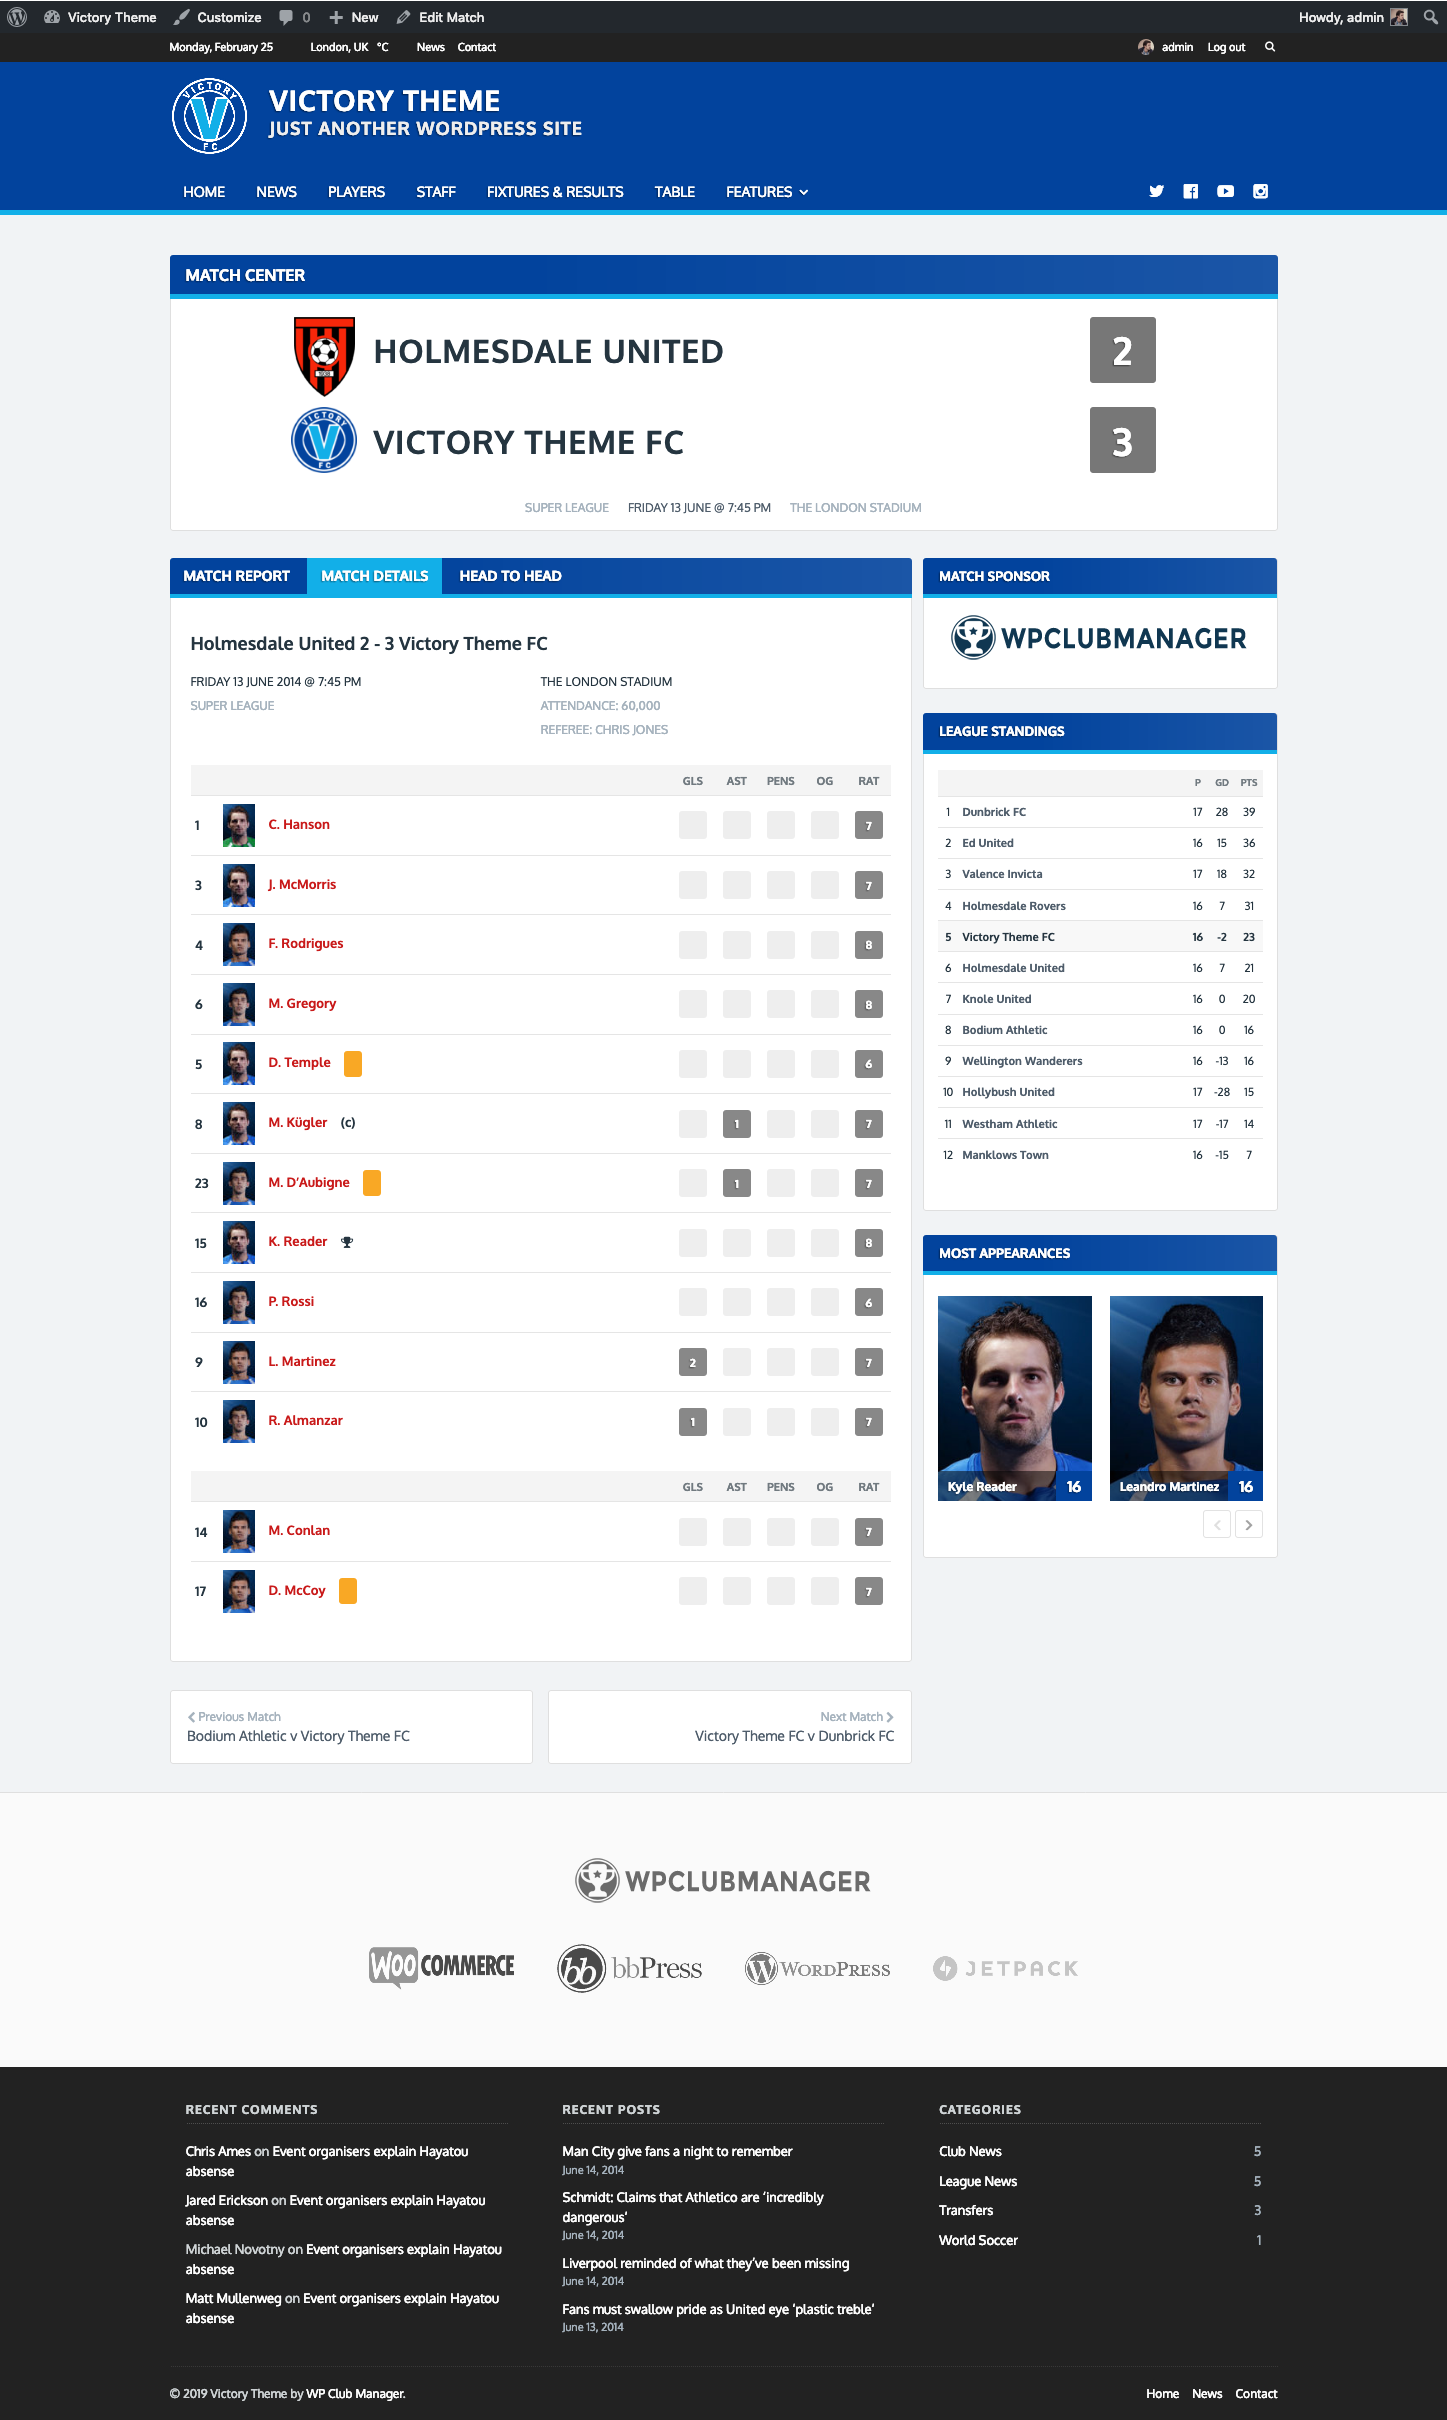 Victory Theme Customize 0 New Edit Match Howdy, admin
Monday, February 25 London, UK °C News Contact admin Log out
VICTORY
V
FC
VICTORY THEME
JUST ANOTHER WORDPRESS SITE
HOME NEWS PLAYERS STAFF FIXTURES & RESULTS TABLE FEATURES
MATCH CENTER
HOLMESDALE UNITED 2
VICTORY
V
FC
VICTORY THEME FC 3
SUPER LEAGUE FRIDAY 13 JUNE @ 7:45 PM THE LONDON STADIUM
MATCH REPORT MATCH DETAILS HEAD TO HEAD
Holmesdale United 2 - 3 Victory Theme FC
FRIDAY 13 JUNE 2014 @ 7:45 PM THE LONDON STADIUM
SUPER LEAGUE ATTENDANCE: 60,000
REFEREE: CHRIS JONES
GLS AST PENS OG RAT
1 C. Hanson 7
3 J. McMorris 7
4 F. Rodrigues 8
6 M. Gregory 8
5 D. Temple 6
8 M. Kügler (c) 1 7
23 M. D’Aubigne 1 7
15 K. Reader 8
16 P. Rossi 6
9 L. Martinez 2 7
10 R. Almanzar 1 7
GLS AST PENS OG RAT
14 M. Conlan 7
17 D. McCoy 7
Previous Match
Bodium Athletic v Victory Theme FC
Next Match
Victory Theme FC v Dunbrick FC
MATCH SPONSOR
WPCLUBMANAGER
LEAGUE STANDINGS
P GD PTS
1 Dunbrick FC 17 28 39
2 Ed United 16 15 36
3 Valence Invicta 17 18 32
4 Holmesdale Rovers 16 7 31
5 Victory Theme FC 16 -2 23
6 Holmesdale United 16 7 21
7 Knole United 16 0 20
8 Bodium Athletic 16 0 16
9 Wellington Wanderers 16 -13 16
10 Hollybush United 17 -28 15
11 Westham Athletic 17 -17 14
12 Manklows Town 16 -15 7
MOST APPEARANCES
Kyle Reader 16
Leandro Martinez 16
WPCLUBMANAGER
WOO COMMERCE
bb bbPress
WORDPRESS
JETPACK
RECENT COMMENTS
Chris Ames on Event organisers explain Hayatou
absense
Jared Erickson on Event organisers explain Hayatou
absense
Michael Novotny on Event organisers explain Hayatou
absense
Matt Mullenweg on Event organisers explain Hayatou
absense
RECENT POSTS
Man City give fans a night to remember
June 14, 2014
Schmidt: Claims that Athletico are ‘incredibly
dangerous’
June 14, 2014
Liverpool reminded of what they’ve been missing
June 14, 2014
Fans must swallow pride as United eye ‘plastic treble’
June 13, 2014
CATEGORIES
Club News 5
League News 5
Transfers 3
World Soccer 1
© 2019 Victory Theme by WP Club Manager.
Home News Contact